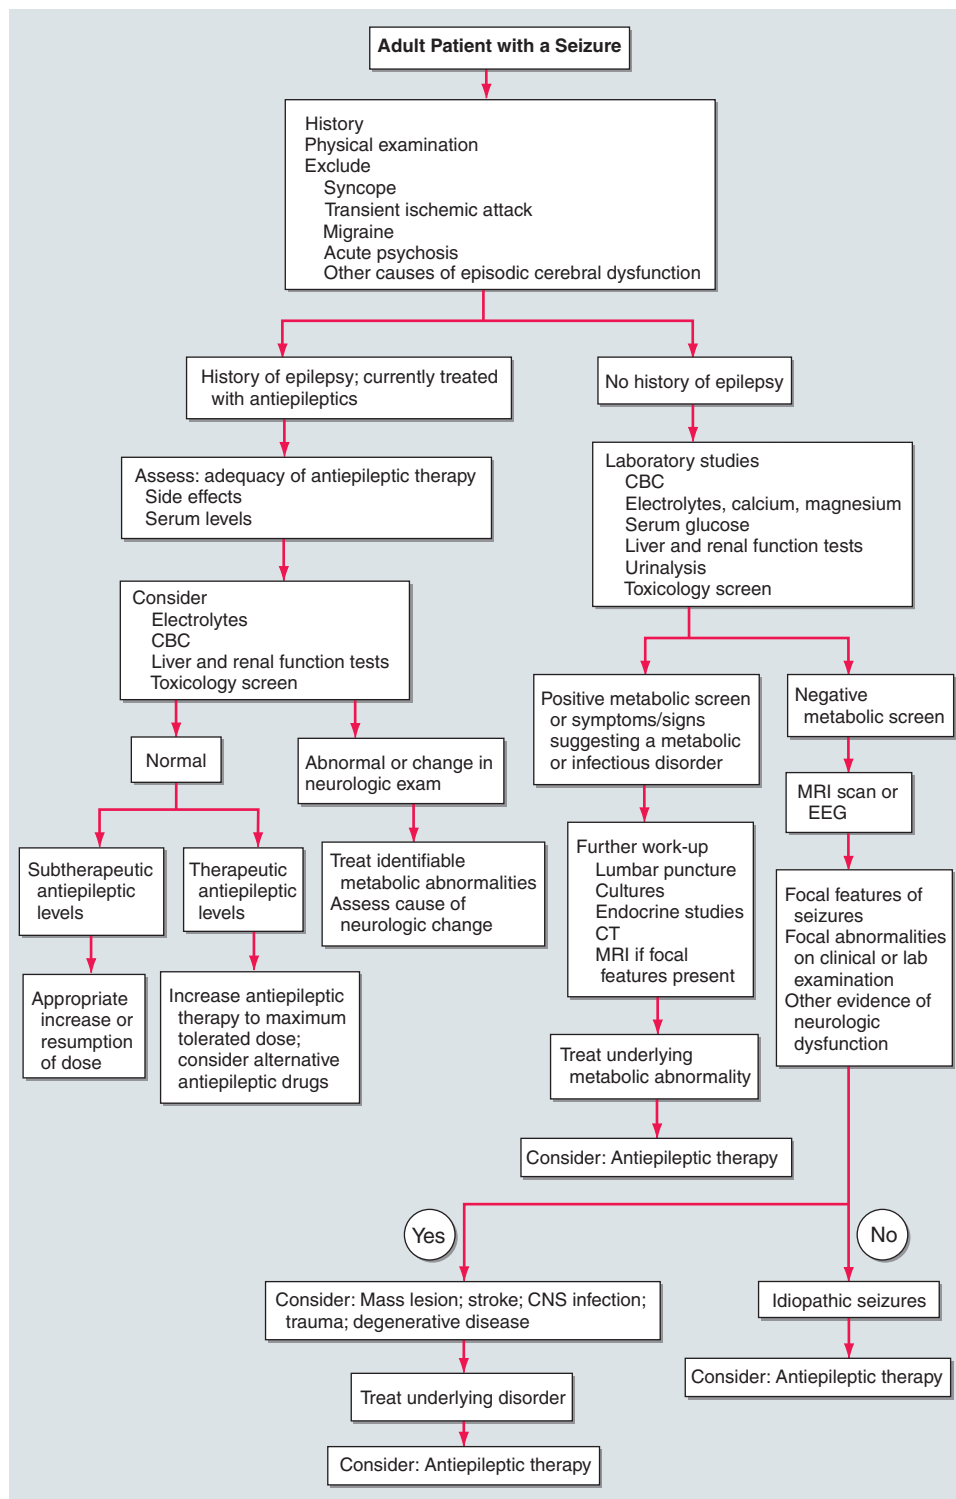 Adult Patient with a Seizure
History
Physical examination
Exclude
Syncope
Transient ischemic attack
Migraine
Acute psychosis
Other causes of episodic cerebral dysfunction
History of epilepsy; currently treated
with antiepileptics
No history of epilepsy
Assess: adequacy of antiepileptic therapy
Side effects
Serum levels
Laboratory studies
CBC
Electrolytes, calcium, magnesium
Serum glucose
Liver and renal function tests
Urinalysis
Toxicology screen
Consider
Electrolytes
CBC
Liver and renal function tests
Toxicology screen
Positive metabolic screen
or symptoms/signs
suggesting a metabolic
or infectious disorder
Negative
metabolic screen
Normal
Abnormal or change in
neurologic exam
MRI scan or
EEG
Subtherapeutic
antiepileptic
levels
Therapeutic
antiepileptic
levels
Treat identifiable
metabolic abnormalities
Assess cause of
neurologic change
Further work-up
Lumbar puncture
Cultures
Endocrine studies
CT
MRI if focal
features present
Focal features of
seizures
Focal abnormalities
on clinical or lab
examination
Other evidence of
neurologic
dysfunction
Appropriate
increase or
resumption
of dose
Increase antiepileptic
therapy to maximum
tolerated dose;
consider alternative
antiepileptic drugs
Treat underlying
metabolic abnormality
Consider: Antiepileptic therapy
Yes
No
Consider: Mass lesion; stroke; CNS infection;
trauma; degenerative disease
Idiopathic seizures
Treat underlying disorder
Consider: Antiepileptic therapy
Consider: Antiepileptic therapy